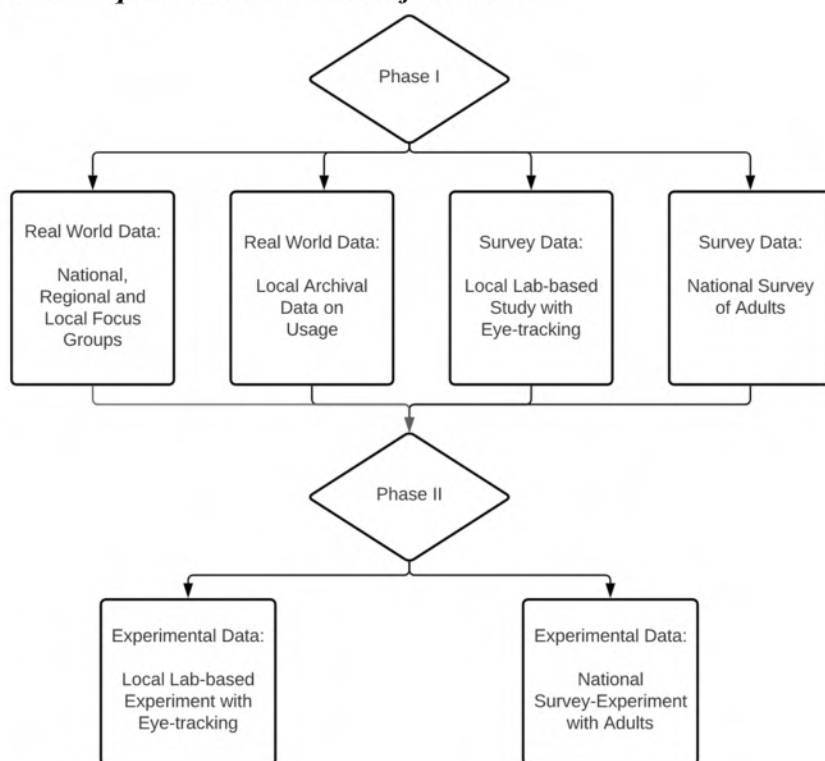 Phase I
Real World Data:
National,
Regional and
Local Focus
Groups
Real World Data:
Local Archival
Data on
Usage
Survey Data:
Local Lab-based
Study with
Eye-tracking
Survey Data:
National Survey
of Adults
Phase II
Experimental Data:
Local Lab-based
Experiment with
Eye-tracking
Experimental Data:
National
Survey-Experiment
with Adults